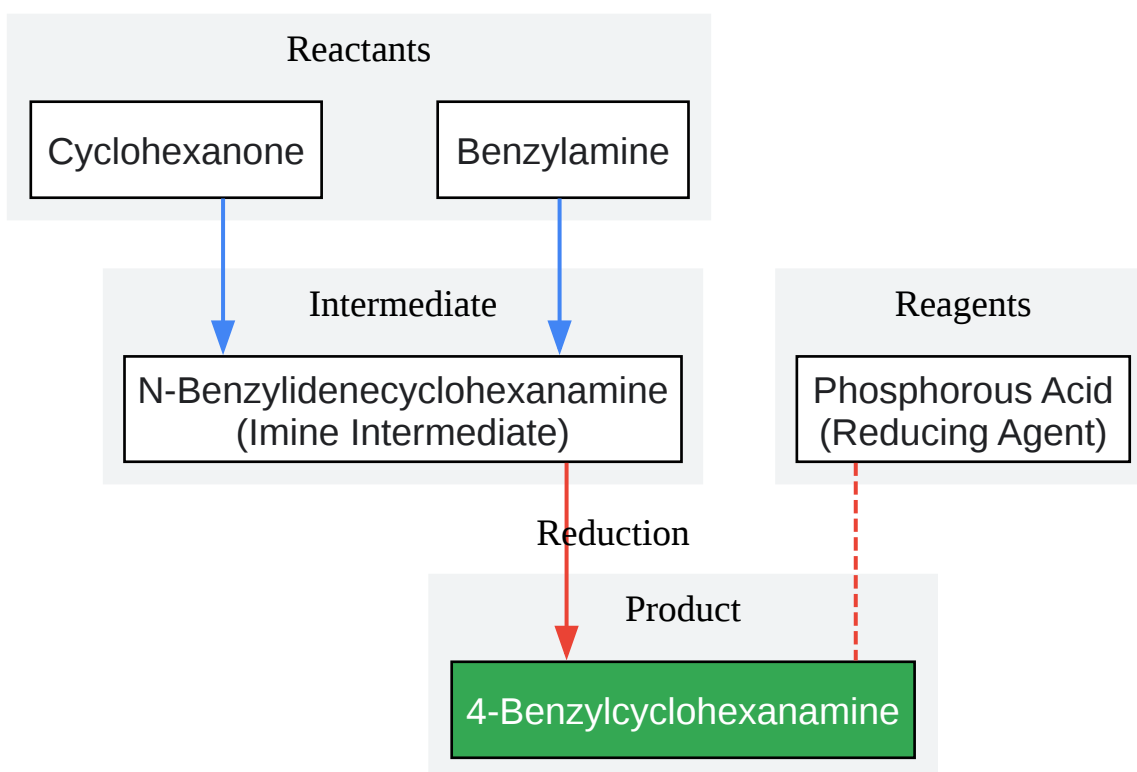 Reactants
Cyclohexanone
Benzylamine
Intermediate
N-Benzylidenecyclohexanamine
(Imine Intermediate)
Reagents
Phosphorous Acid
(Reducing Agent)
Reduction
Product
4-Benzylcyclohexanamine